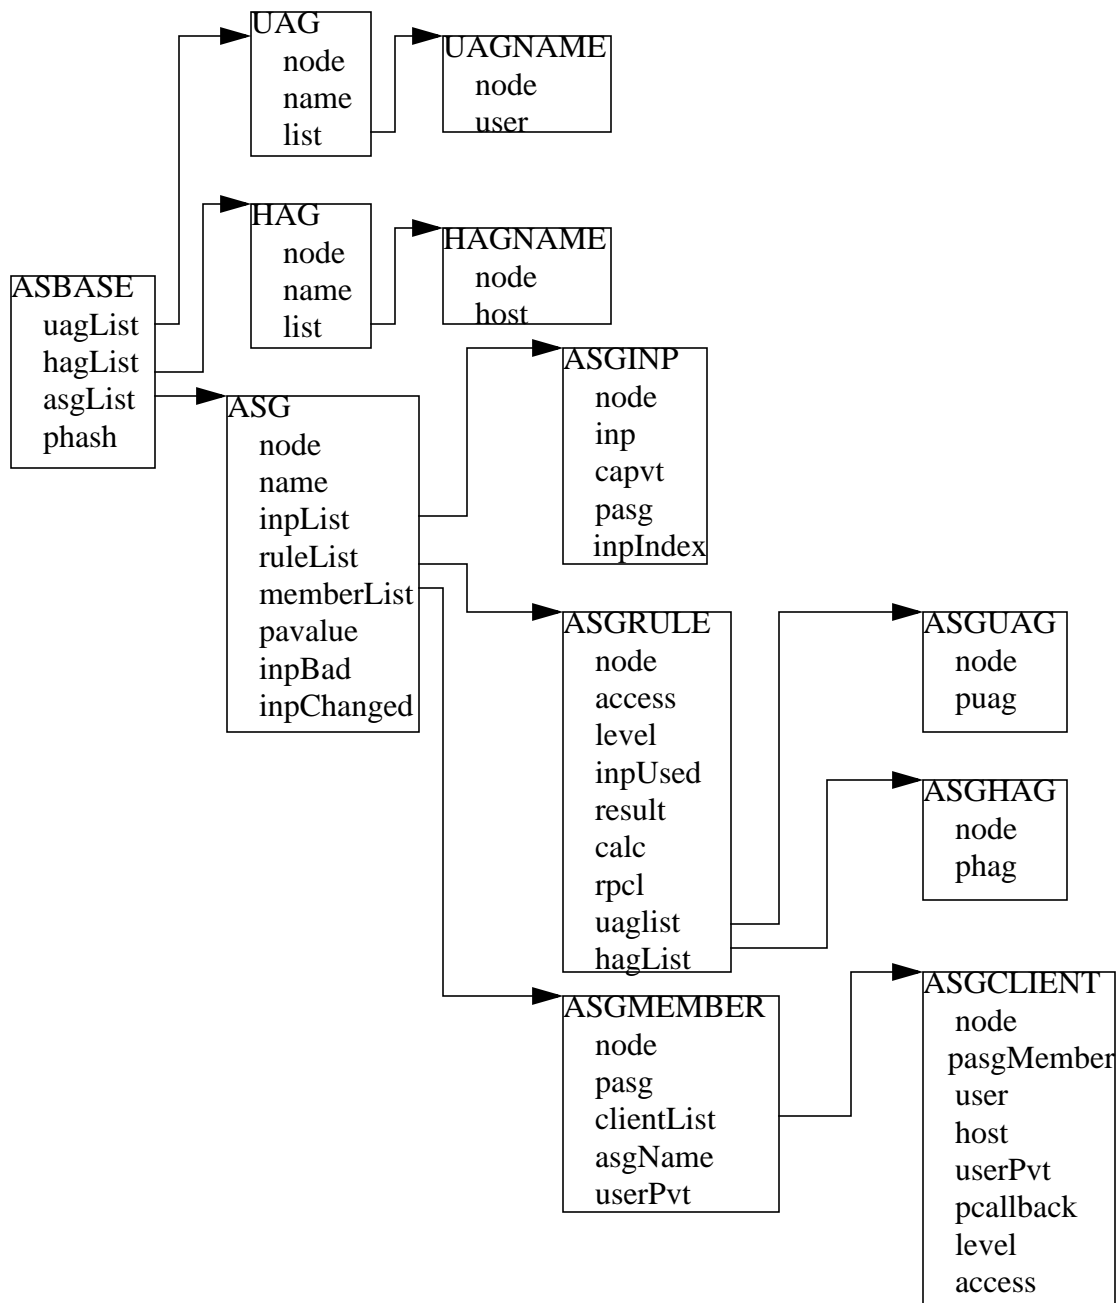 UAG
node
name
list
UAGNAME
node
user
HAG
node
name
list
HAGNAME
node
host
ASBASE
uagList
hagList
asgList
phash
ASG
node
name
inpList
ruleList
memberList
pavalue
inpBad
inpChanged
ASGINP
node
inp
capvt
pasg
inpIndex
ASGRULE
node
access
level
inpUsed
result
calc
rpcl
uaglist
hagList
ASGUAG
node
puag
ASGHAG
node
phag
ASGMEMBER
node
pasg
clientList
asgName
userPvt
ASGCLIENT
node
pasgMember
user
host
userPvt
pcallback
level
access